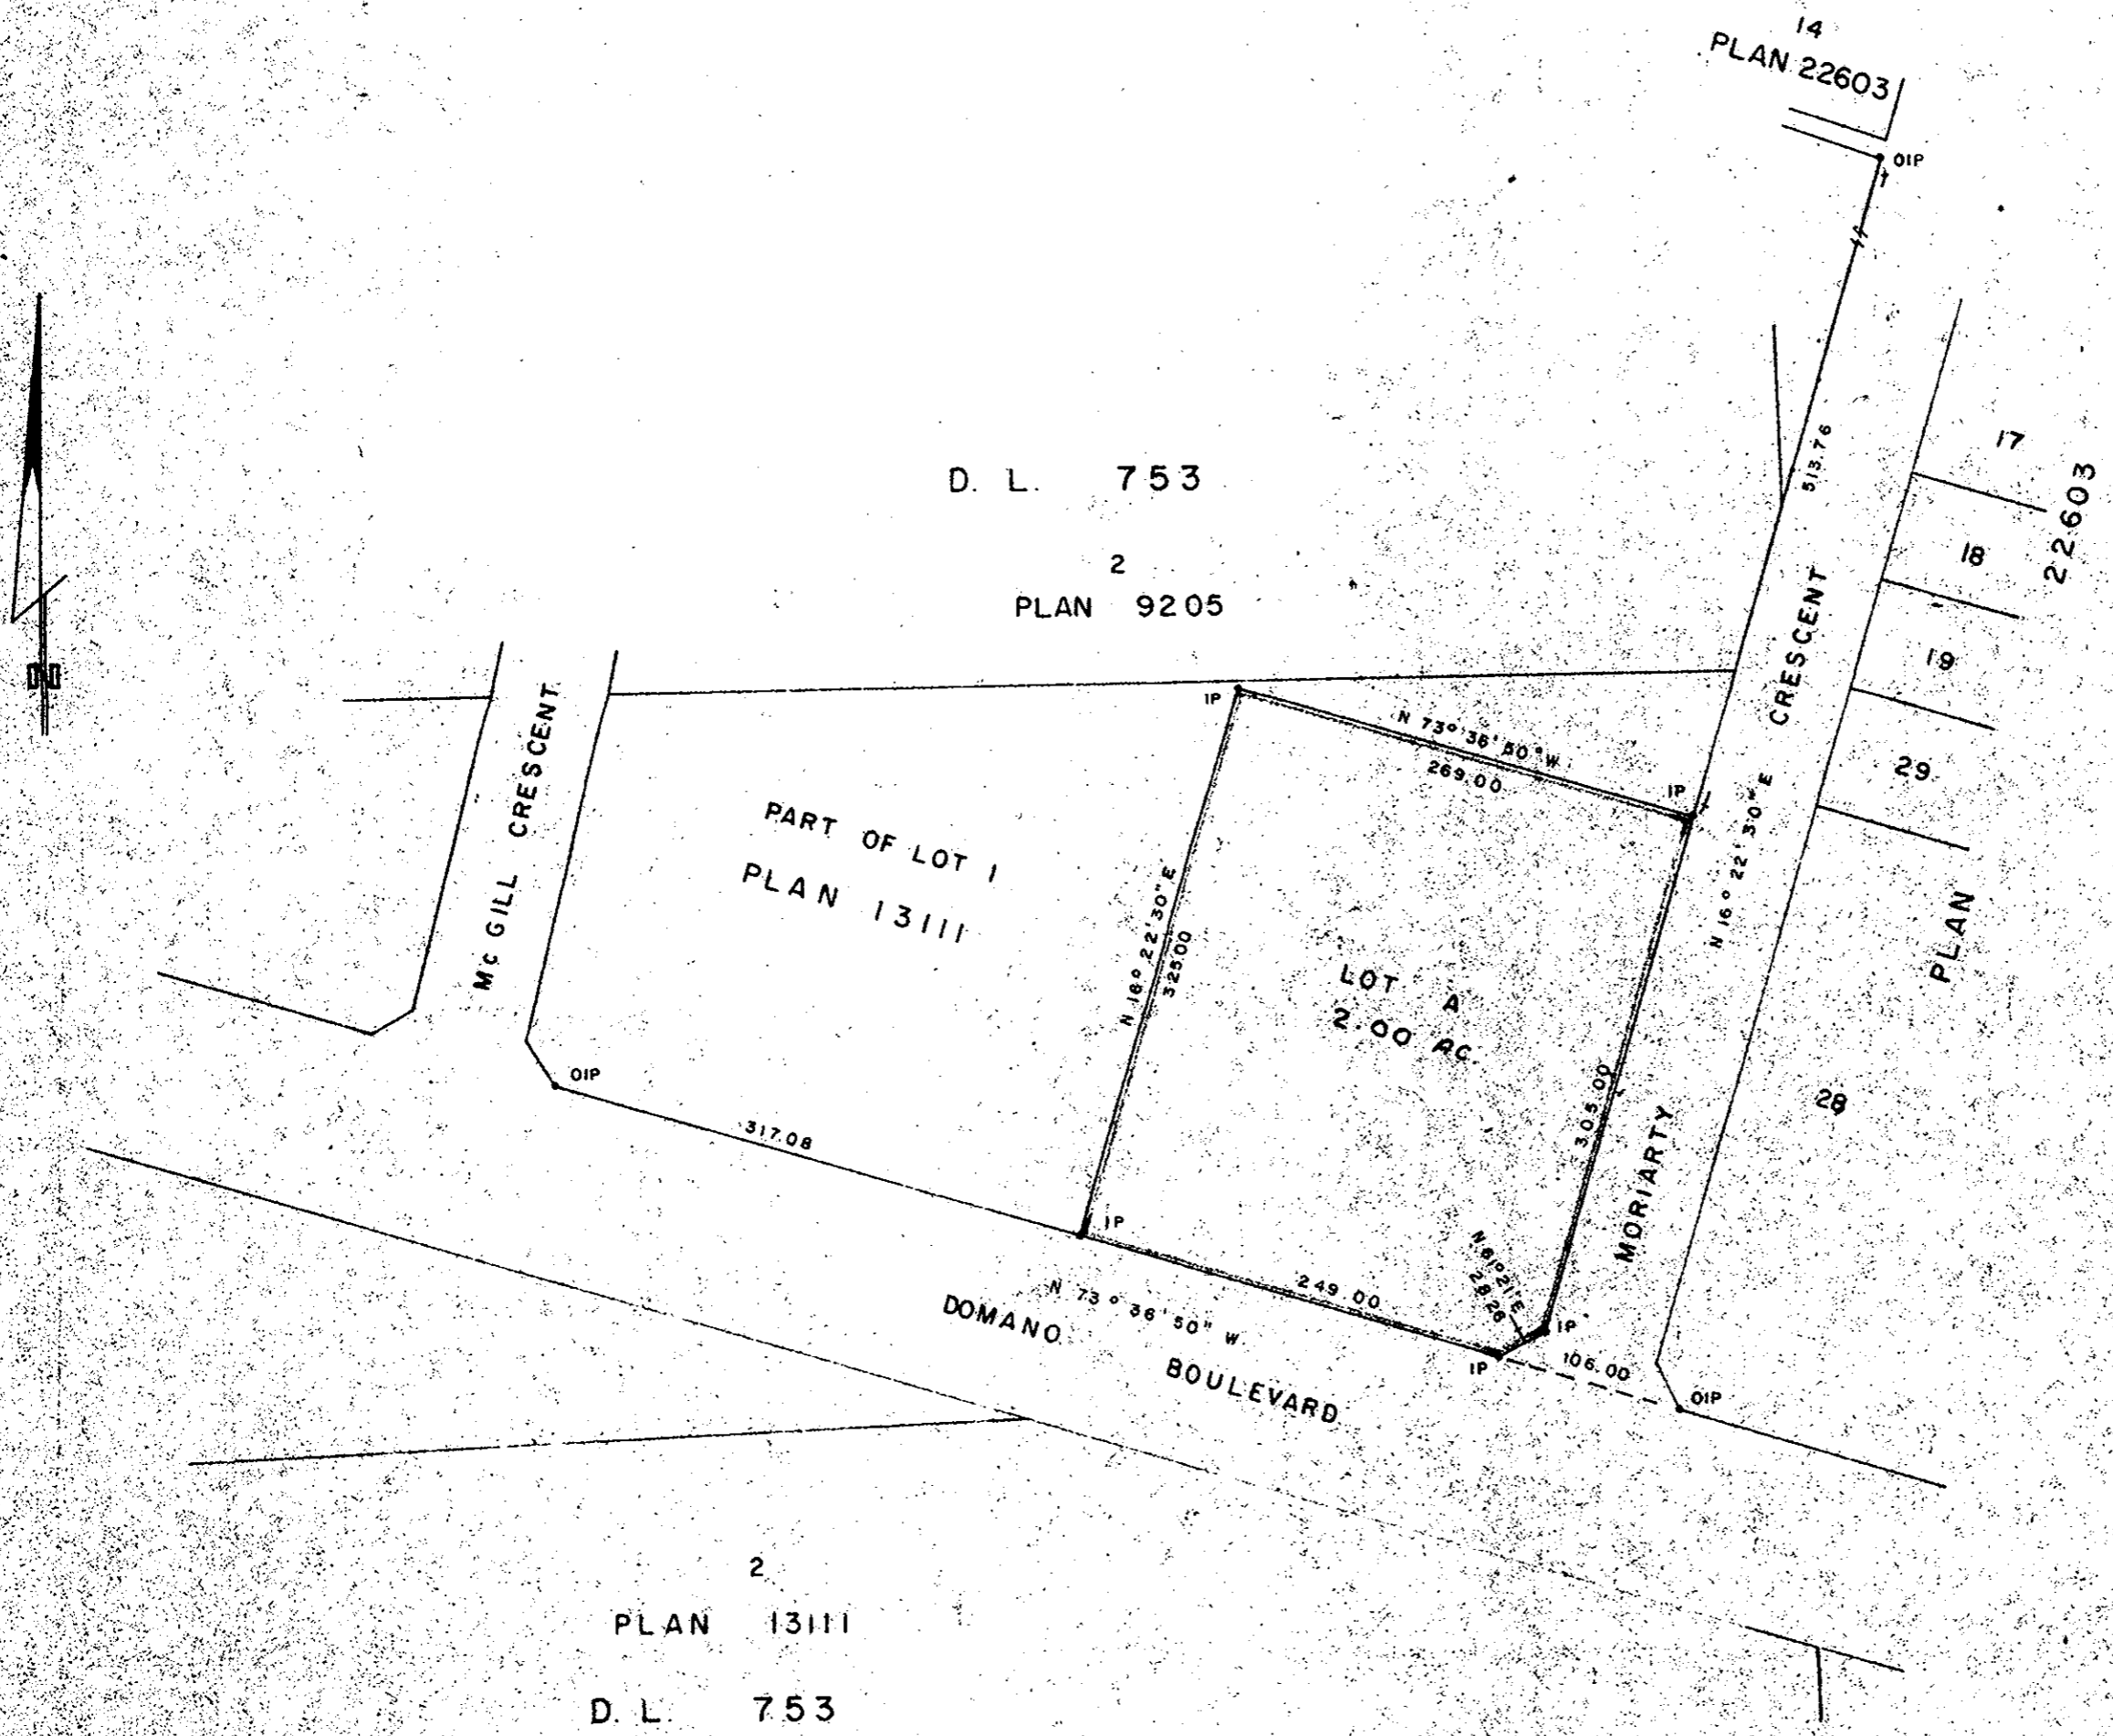 14
PLAN 22603
OIP
D. L. 753
2
PLAN 9205
513.76
17
18
19
29
28
PLAN 22603
MORIARTY CRESCENT
N 16° 22' 30" E
IP
N 73° 36' 50" W
269.00
IP
Mc GILL CRESCENT
PART OF LOT 1
PLAN 13111
N 16° 22' 30" E
325.00
LOT A
2.00 AC.
305.00
OIP
317.08
IP
249.00
N 73° 36' 50" W
N 61° 21' E
28.26
IP
IP
106.00
OIP
DOMANO BOULEVARD
2
PLAN 13111
D. L. 753